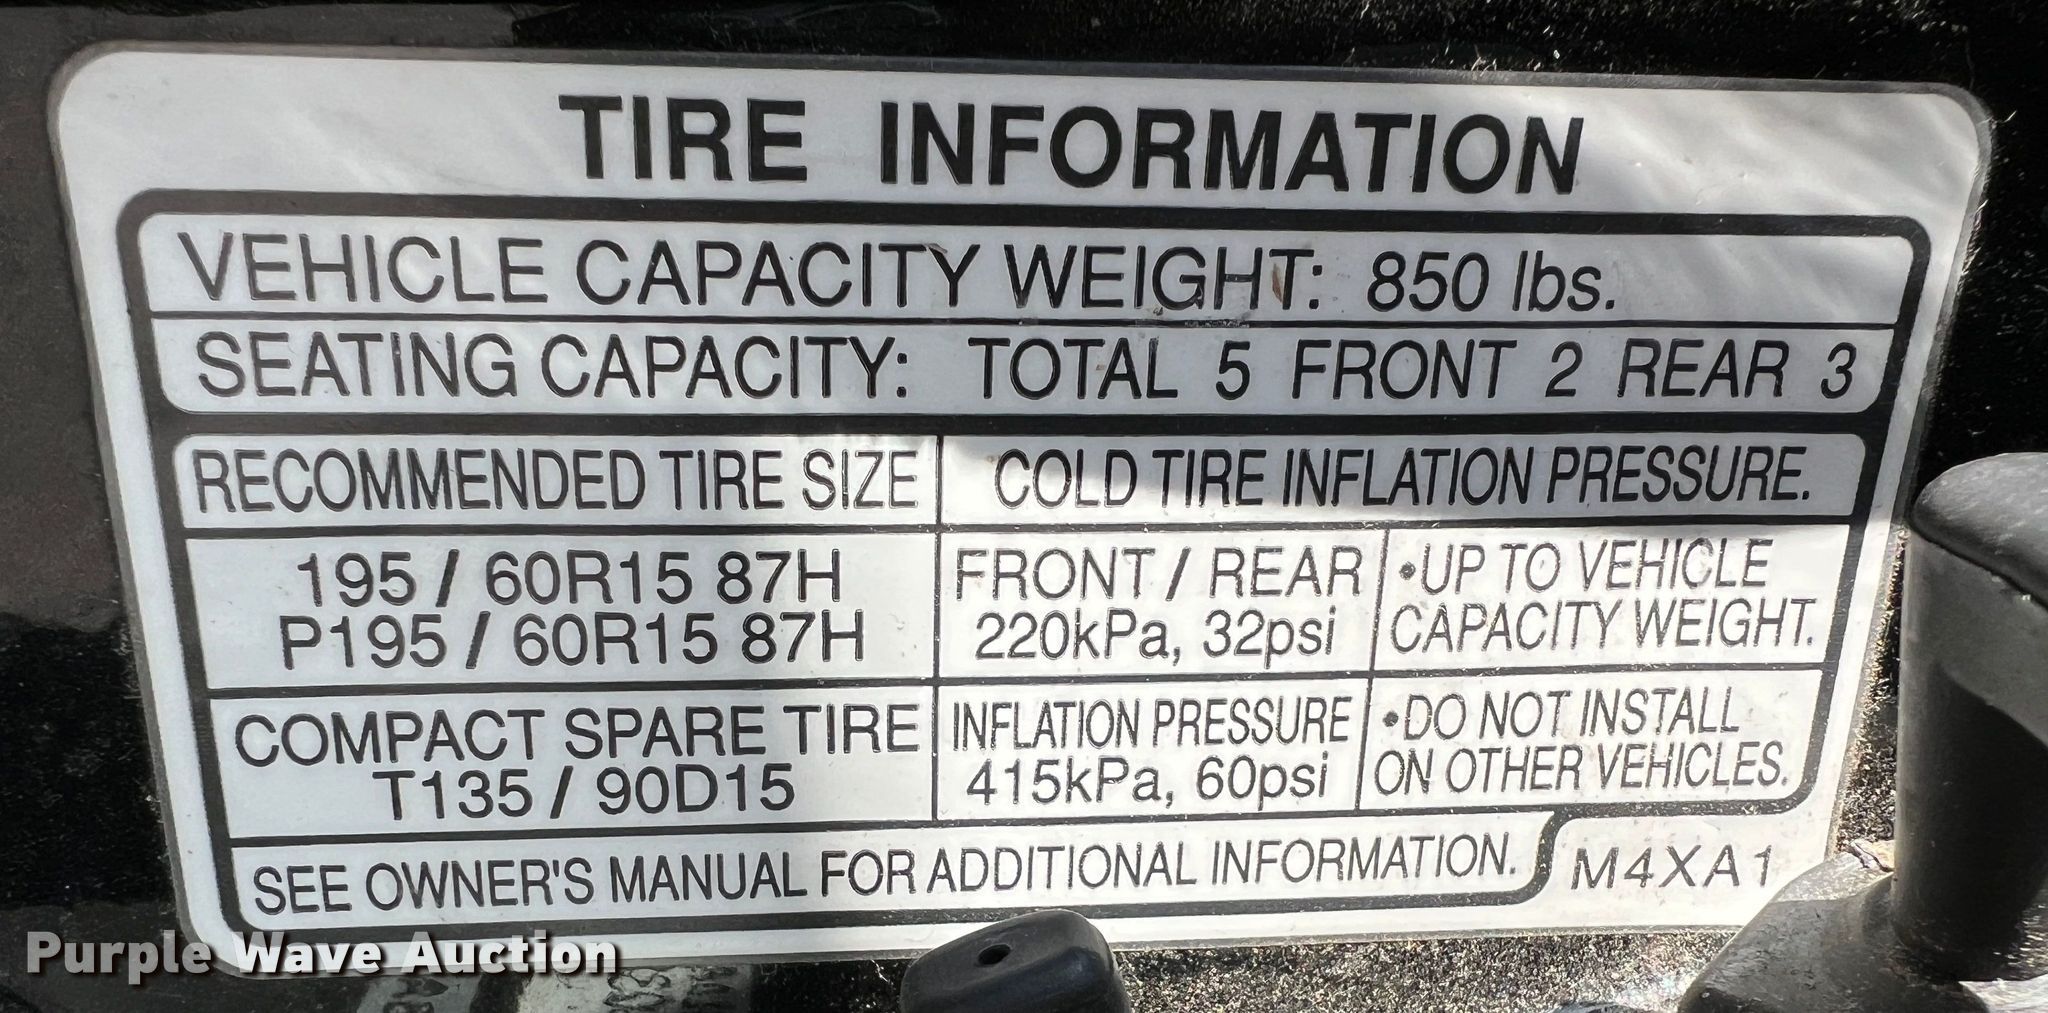 TIRE INFORMATION
VEHICLE CAPACITY WEIGHT: 850 lbs.
SEATING CAPACITY: TOTAL 5 FRONT 2 REAR 3
RECOMMENDED TIRE SIZE
COLD TIRE INFLATION PRESSURE.
195 / 60R15 87H
P195 / 60R15 87H
FRONT / REAR
220kPa, 32psi
•UP TO VEHICLE
CAPACITY WEIGHT.
COMPACT SPARE TIRE
T135 / 90D15
INFLATION PRESSURE
415kPa, 60psi
•DO NOT INSTALL
ON OTHER VEHICLES.
SEE OWNER'S MANUAL FOR ADDITIONAL INFORMATION.
M4XA1
Purple Wave Auction